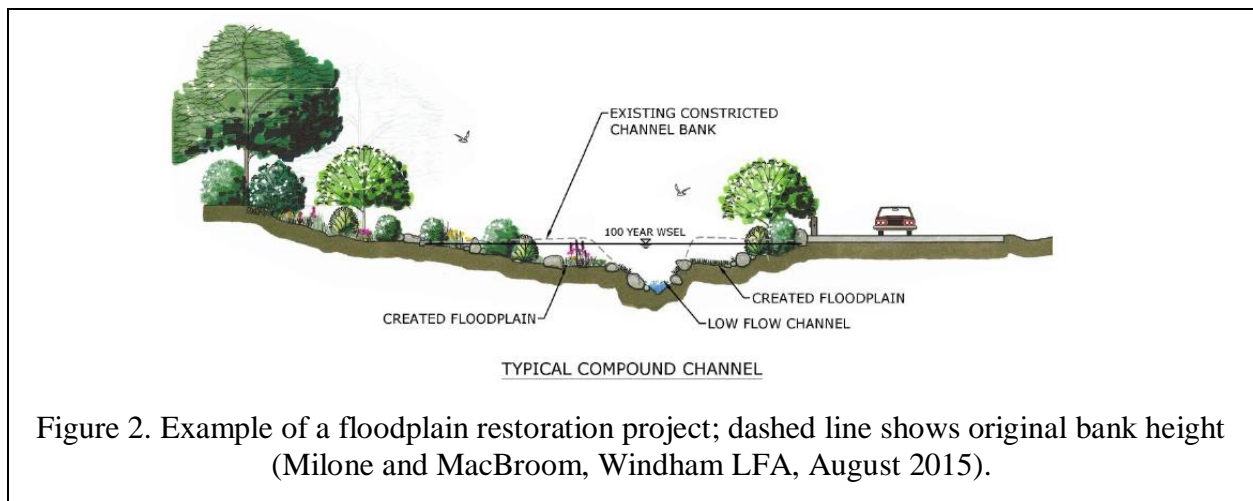 EXISTING CONSTRICTED
CHANNEL BANK
100 YEAR WSEL
CREATED FLOODPLAIN
CREATED FLOODPLAIN
LOW FLOW CHANNEL
TYPICAL COMPOUND CHANNEL
Figure 2. Example of a floodplain restoration project; dashed line shows original bank height
(Milone and MacBroom, Windham LFA, August 2015).